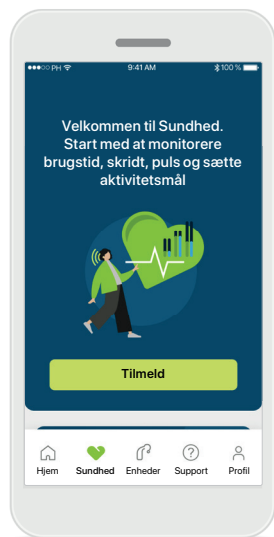 PH 9:41 AM 100 %
Velkommen til Sundhed.
Start med at monitorere
brugstid, skridt, puls og sætte
aktivitetsmål
Tilmeld
Hjem Sundhed Enheder Support Profil